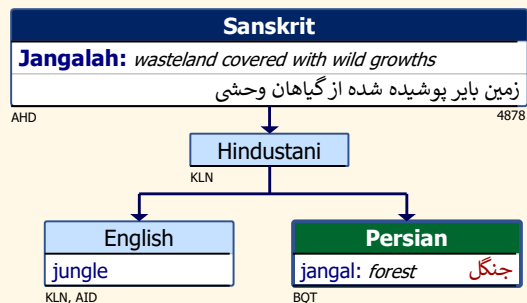 Sanskrit
Jangalah: wasteland covered with wild growths
زمین بایر پوشیده شده از گیاهان وحشی
AHD 4878
Hindustani
KLN
English
jungle
KLN, AID
Persian
jangal: forest جنگل
BQT